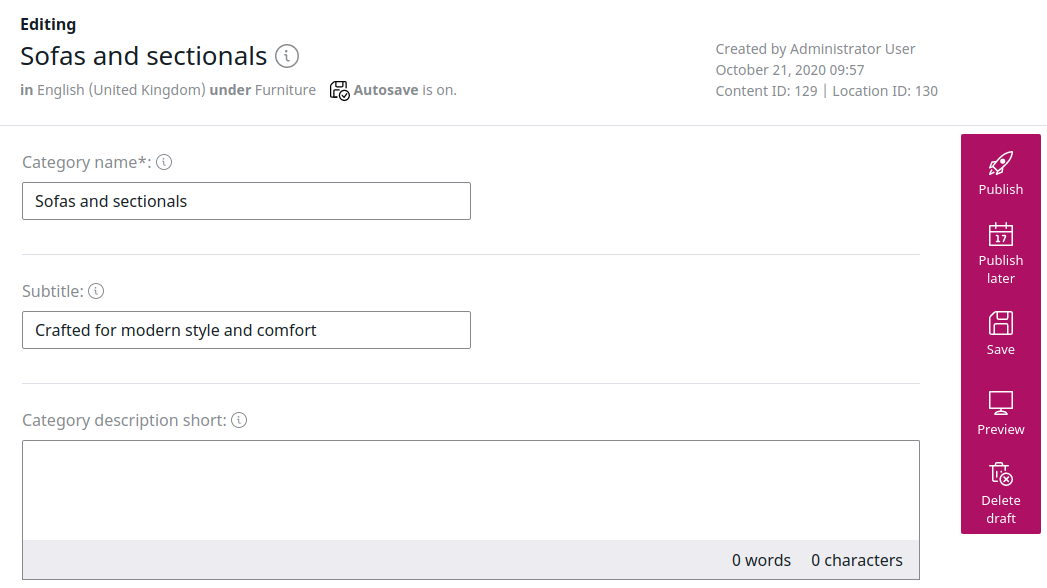 Editing
Sofas and sectionals
in English (United Kingdom) under Furniture Autosave is on.
Created by Administrator User
October 21, 2020 09:57
Content ID: 129 | Location ID: 130
Category name*:
Sofas and sectionals
Subtitle:
Crafted for modern style and comfort
Category description short:
0 words 0 characters
Publish
17
Publish
later
Save
Preview
Delete
draft